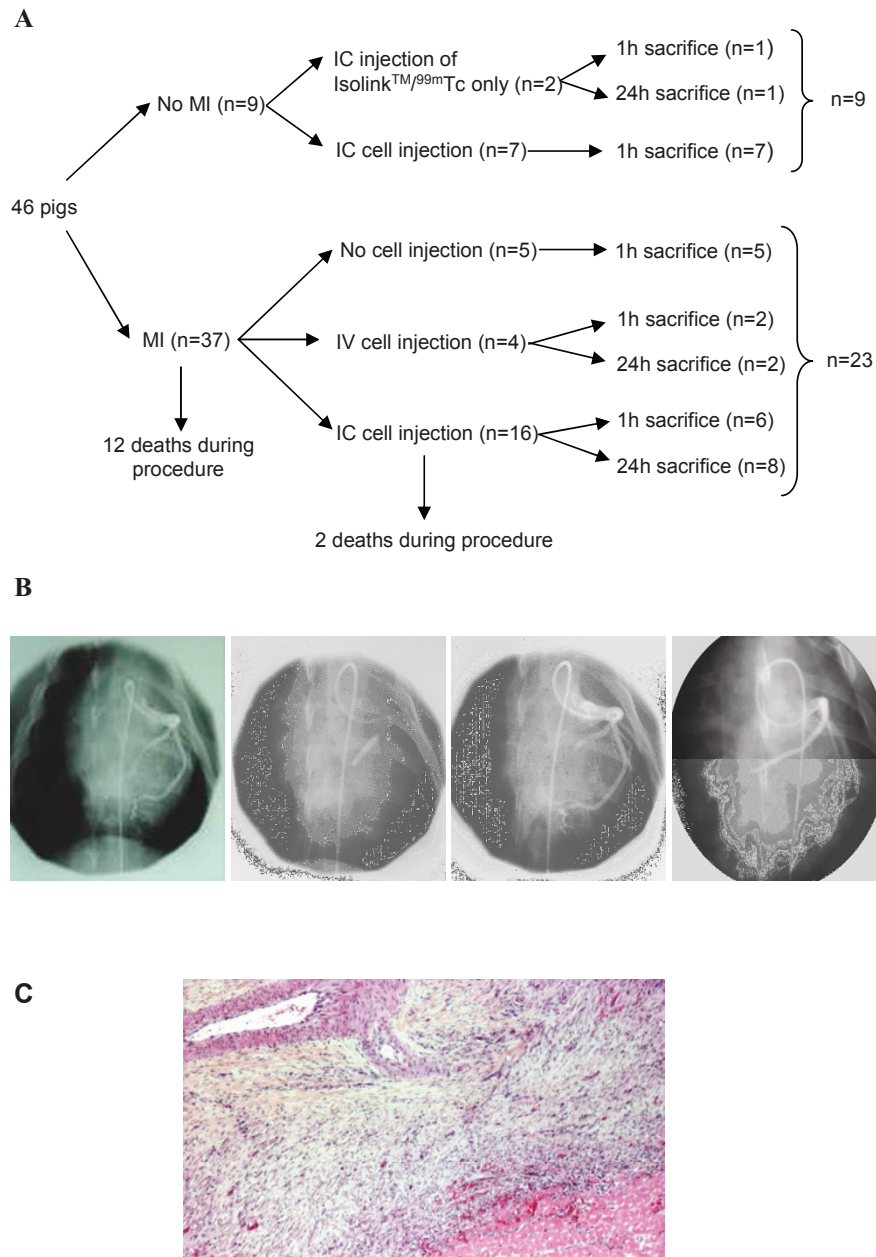 A
46 pigs
No MI (n=9)
IC injection of
Isolink™/⁹⁹ᵐTc only (n=2)
1h sacrifice (n=1)
24h sacrifice (n=1)
IC cell injection (n=7)
1h sacrifice (n=7)
n=9
MI (n=37)
12 deaths during
procedure
No cell injection (n=5)
1h sacrifice (n=5)
IV cell injection (n=4)
1h sacrifice (n=2)
24h sacrifice (n=2)
IC cell injection (n=16)
1h sacrifice (n=6)
24h sacrifice (n=8)
2 deaths during procedure
n=23
B
C